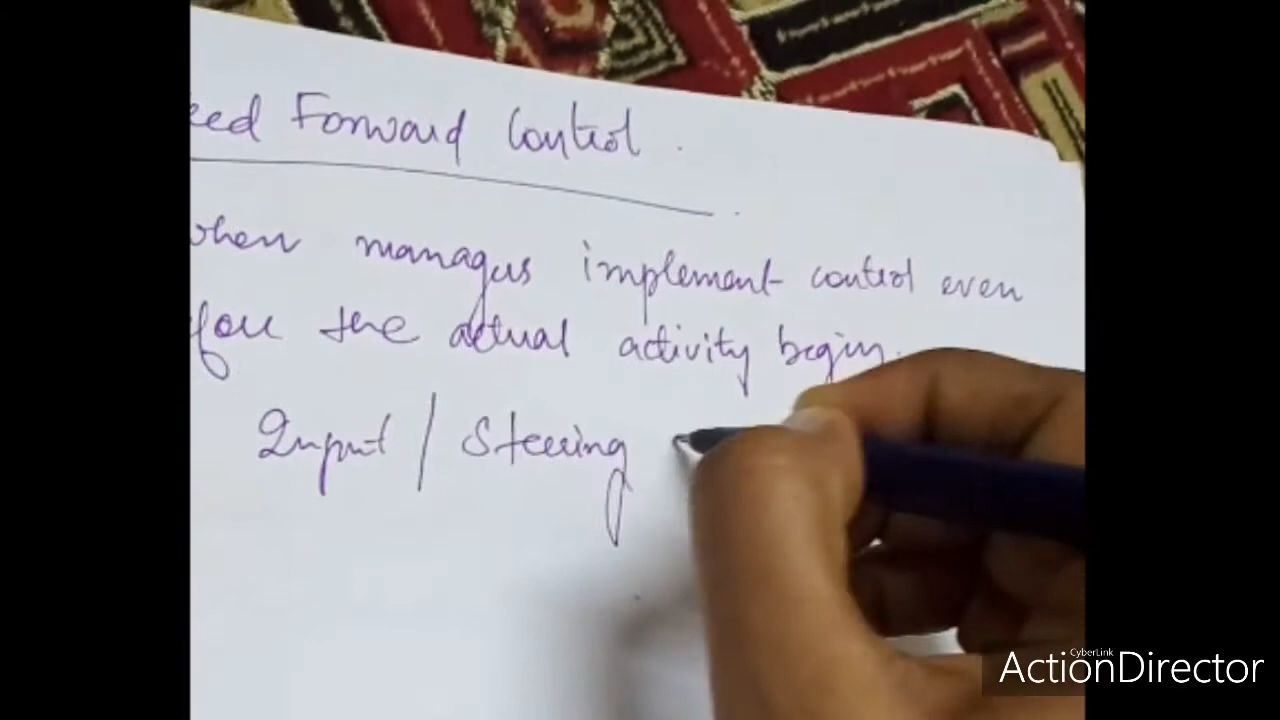 eed Forward Control.
when managers implement control even
fore the actual activity begin.
Input / Steering
CyberLink
ActionDirector